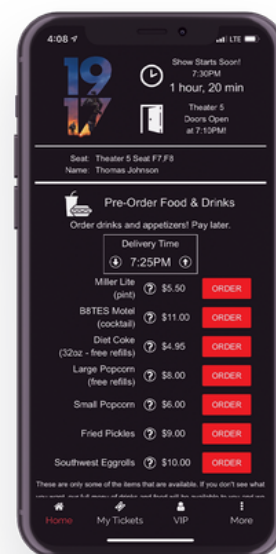 4:08
LTE
1917
Show Starts Soon!
7:30PM
1 hour, 20 min
Theater 5
Doors Open
at 7:10PM!
Seat: Theater 5 Seat F7,F8
Name: Thomas Johnson
Pre-Order Food & Drinks
Order drinks and appetizers! Pay later.
Delivery Time
7:25PM
Miller Lite
(pint) ? $5.50 ORDER
B8TES Motel
(cocktail) ? $11.00 ORDER
Diet Coke
(32oz - free refills) ? $4.95 ORDER
Large Popcorn
(free refills) ? $8.00 ORDER
Small Popcorn ? $6.00 ORDER
Fried Pickles ? $9.00 ORDER
Southwest Eggrolls ? $10.00 ORDER
These are only some of the items that are available. If you don't see what
Home My Tickets VIP More